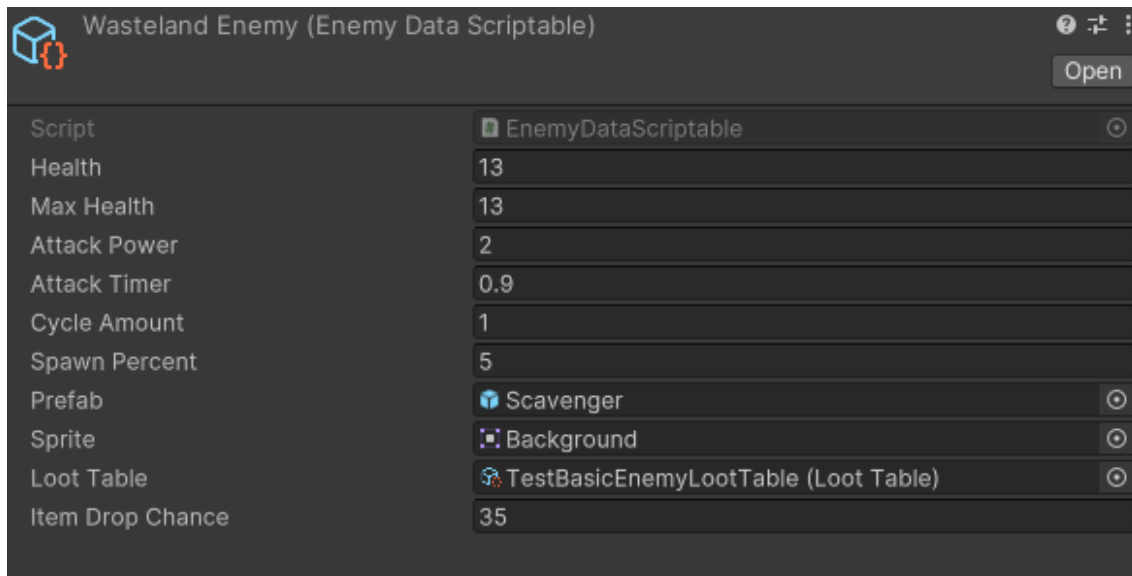 Wasteland Enemy (Enemy Data Scriptable)
Open
Script EnemyDataScriptable
Health 13
Max Health 13
Attack Power 2
Attack Timer 0.9
Cycle Amount 1
Spawn Percent 5
Prefab Scavenger
Sprite Background
Loot Table TestBasicEnemyLootTable (Loot Table)
Item Drop Chance 35